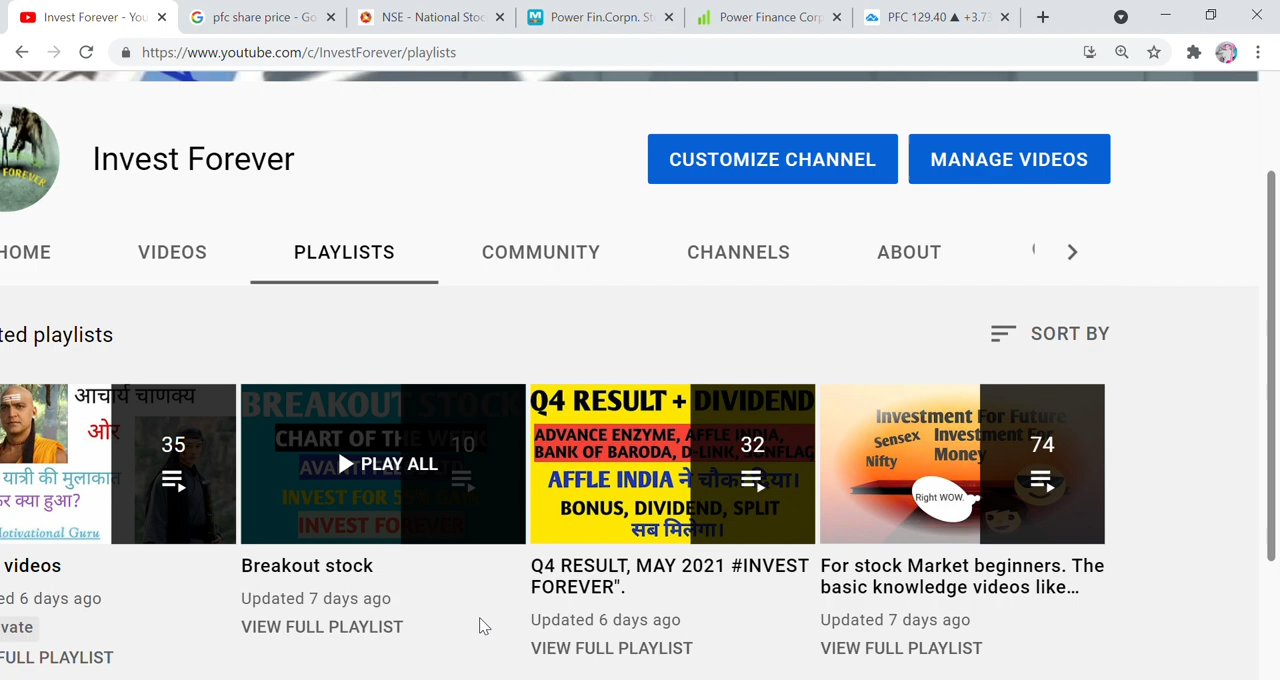 Invest Forever - You
pfc share price - Go
NSE - National Stoc
Power Fin.Corpn. St
Power Finance Corp
PFC 129.40 ▲ +3.73
https://www.youtube.com/c/InvestForever/playlists
FOREVER
Invest Forever
CUSTOMIZE CHANNEL
MANAGE VIDEOS
HOME
VIDEOS
PLAYLISTS
COMMUNITY
CHANNELS
ABOUT
ted playlists
SORT BY
आचार्य चाणक्य
ओर
यात्री की मुलाकात
र क्या हुआ?
Motivational Guru
35
BREAKOUT STOCK
CHART OF THE WEEK
INVEST FOR 5
INVEST FOREVER
10
PLAY ALL
Q4 RESULT + DIVIDEND
ADVANCE ENZYME, AFFLE INDIA,
BANK OF BARODA, D-LINK, SONFLAG
AFFLE INDIA ने चौका दिया।
BONUS, DIVIDEND, SPLIT
सब मिलेगा।
32
Investment For Future
Sensex
Investment For
Money
Nifty
Right WOW.
74
videos
ed 6 days ago
vate
FULL PLAYLIST
Breakout stock
Updated 7 days ago
VIEW FULL PLAYLIST
Q4 RESULT, MAY 2021 #INVEST
FOREVER".
Updated 6 days ago
VIEW FULL PLAYLIST
For stock Market beginners. The
basic knowledge videos like...
Updated 7 days ago
VIEW FULL PLAYLIST